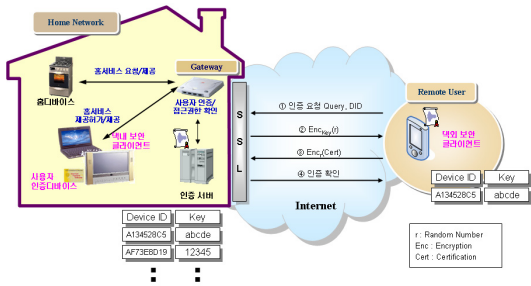 Home Network
Gateway
Remote User
홈서비스 요청/제공
홈디바이스
홈서비스
제공허가/제공
사용자 인증/
접근권한 확인
댁내 보안
클라이언트
사용자
인증디바이스
인증 서버
S
S
L
① 인증 요청 Query, DID
② EncKey(r)
③ Encr(Cert)
④ 인증 확인
Internet
댁외 보안
클라이언트
Device ID Key
A134528C5 abcde
Device ID Key
A134528C5 abcde
AF73EBD19 12345
r : Random Number
Enc : Encryption
Cert : Certification